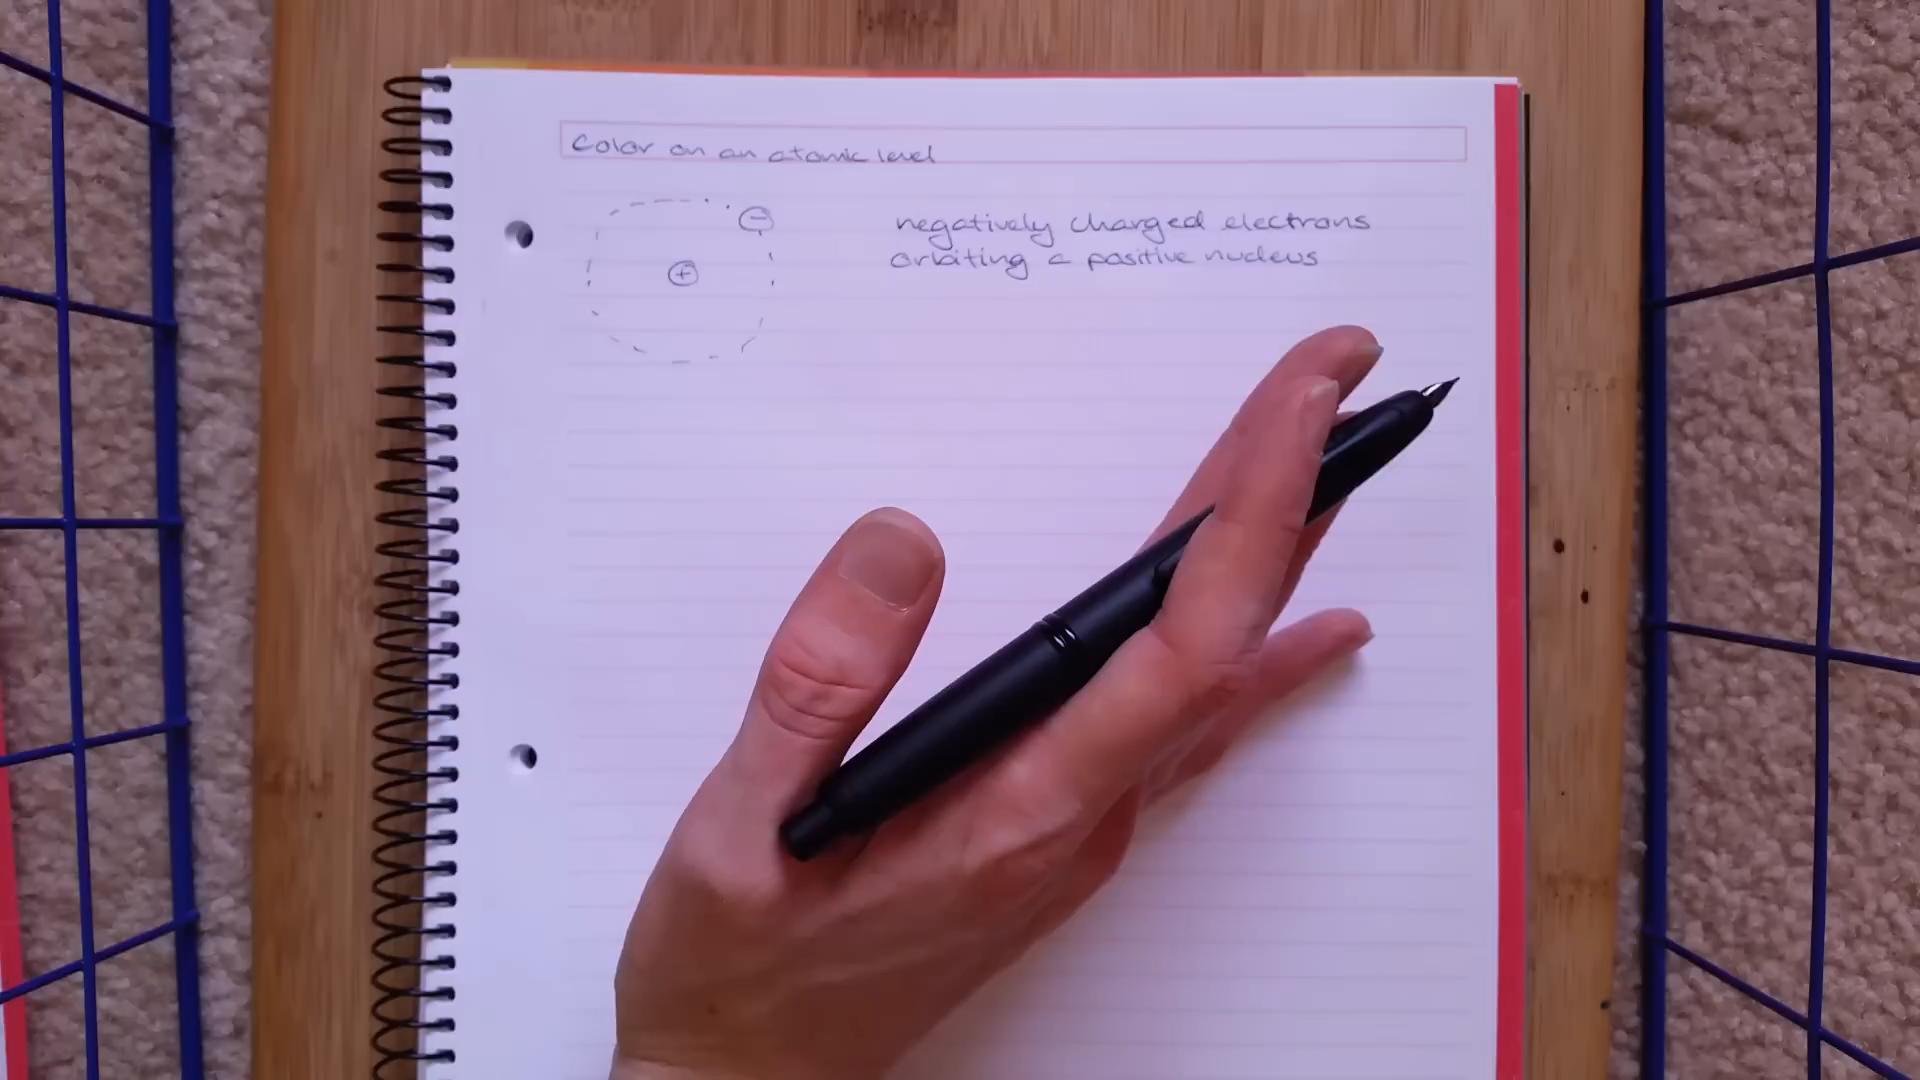 Color on an atomic level
negatively charged electrons
orbiting a positive nucleus
−
+